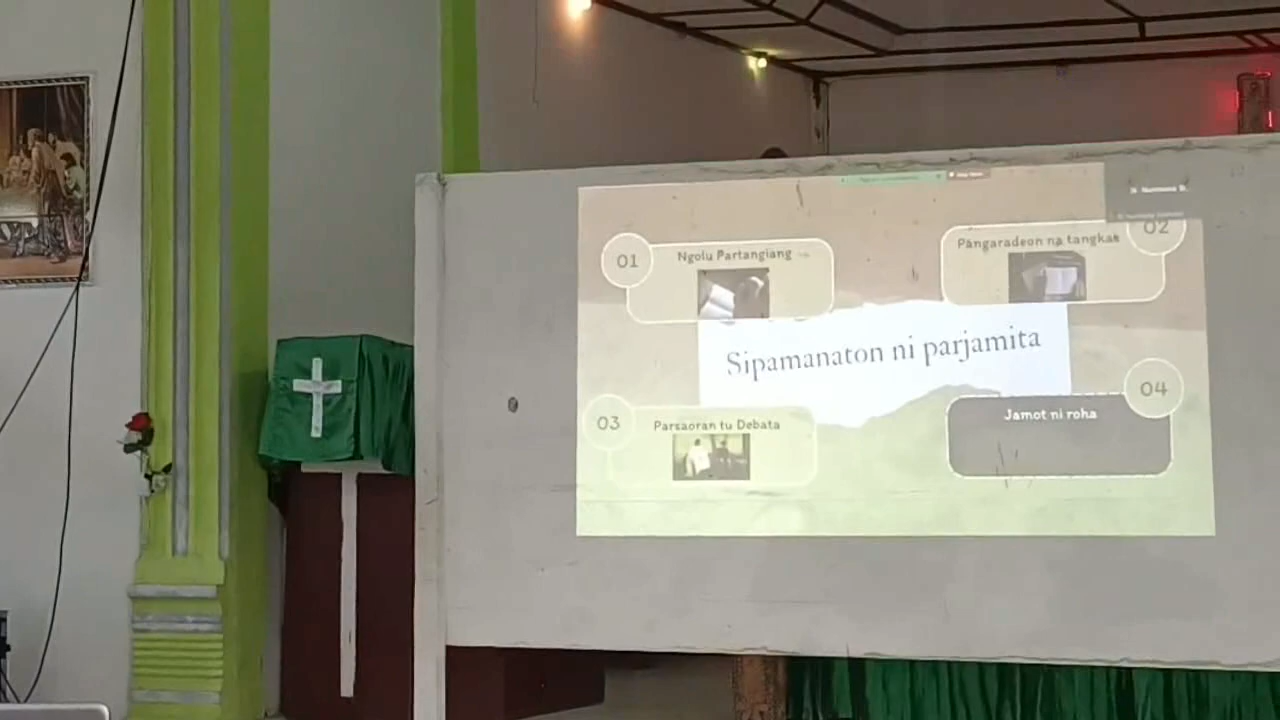 01
Ngolu Partangiang
02
Pangaradeon na tangkas
Sipamanaton ni parjamita
03
Parsaoran tu Debata
04
Jamot ni roha